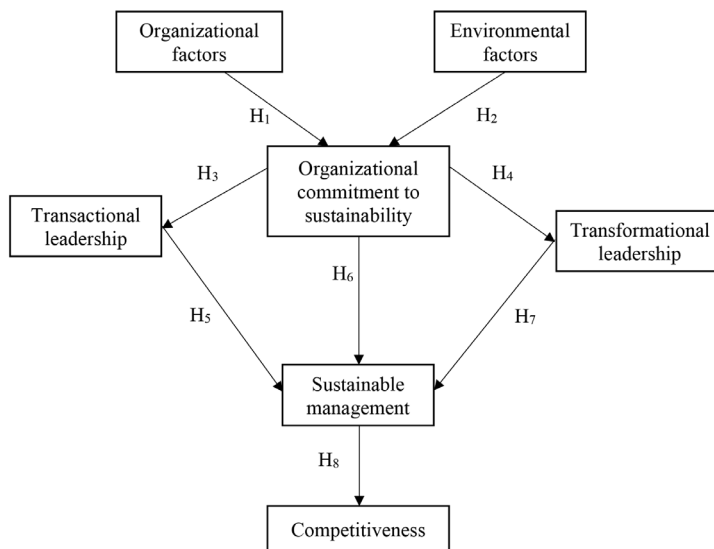 Organizational
factors
Environmental
factors
H₁
H₂
Organizational
commitment to
sustainability
H₃
H₄
Transactional
leadership
Transformational
leadership
H₆
H₅
H₇
Sustainable
management
H₈
Competitiveness